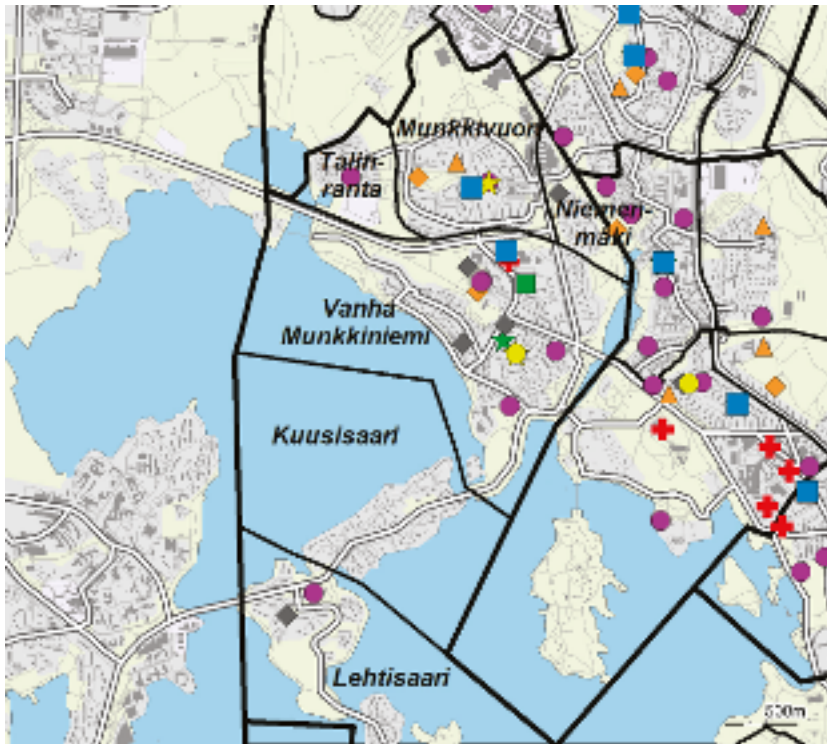 Munkkivuori
Talin-
ranta
Niemen-
mäki
Vanha
Munkkiniemi
Kuusisaari
Lehtisaari
500m